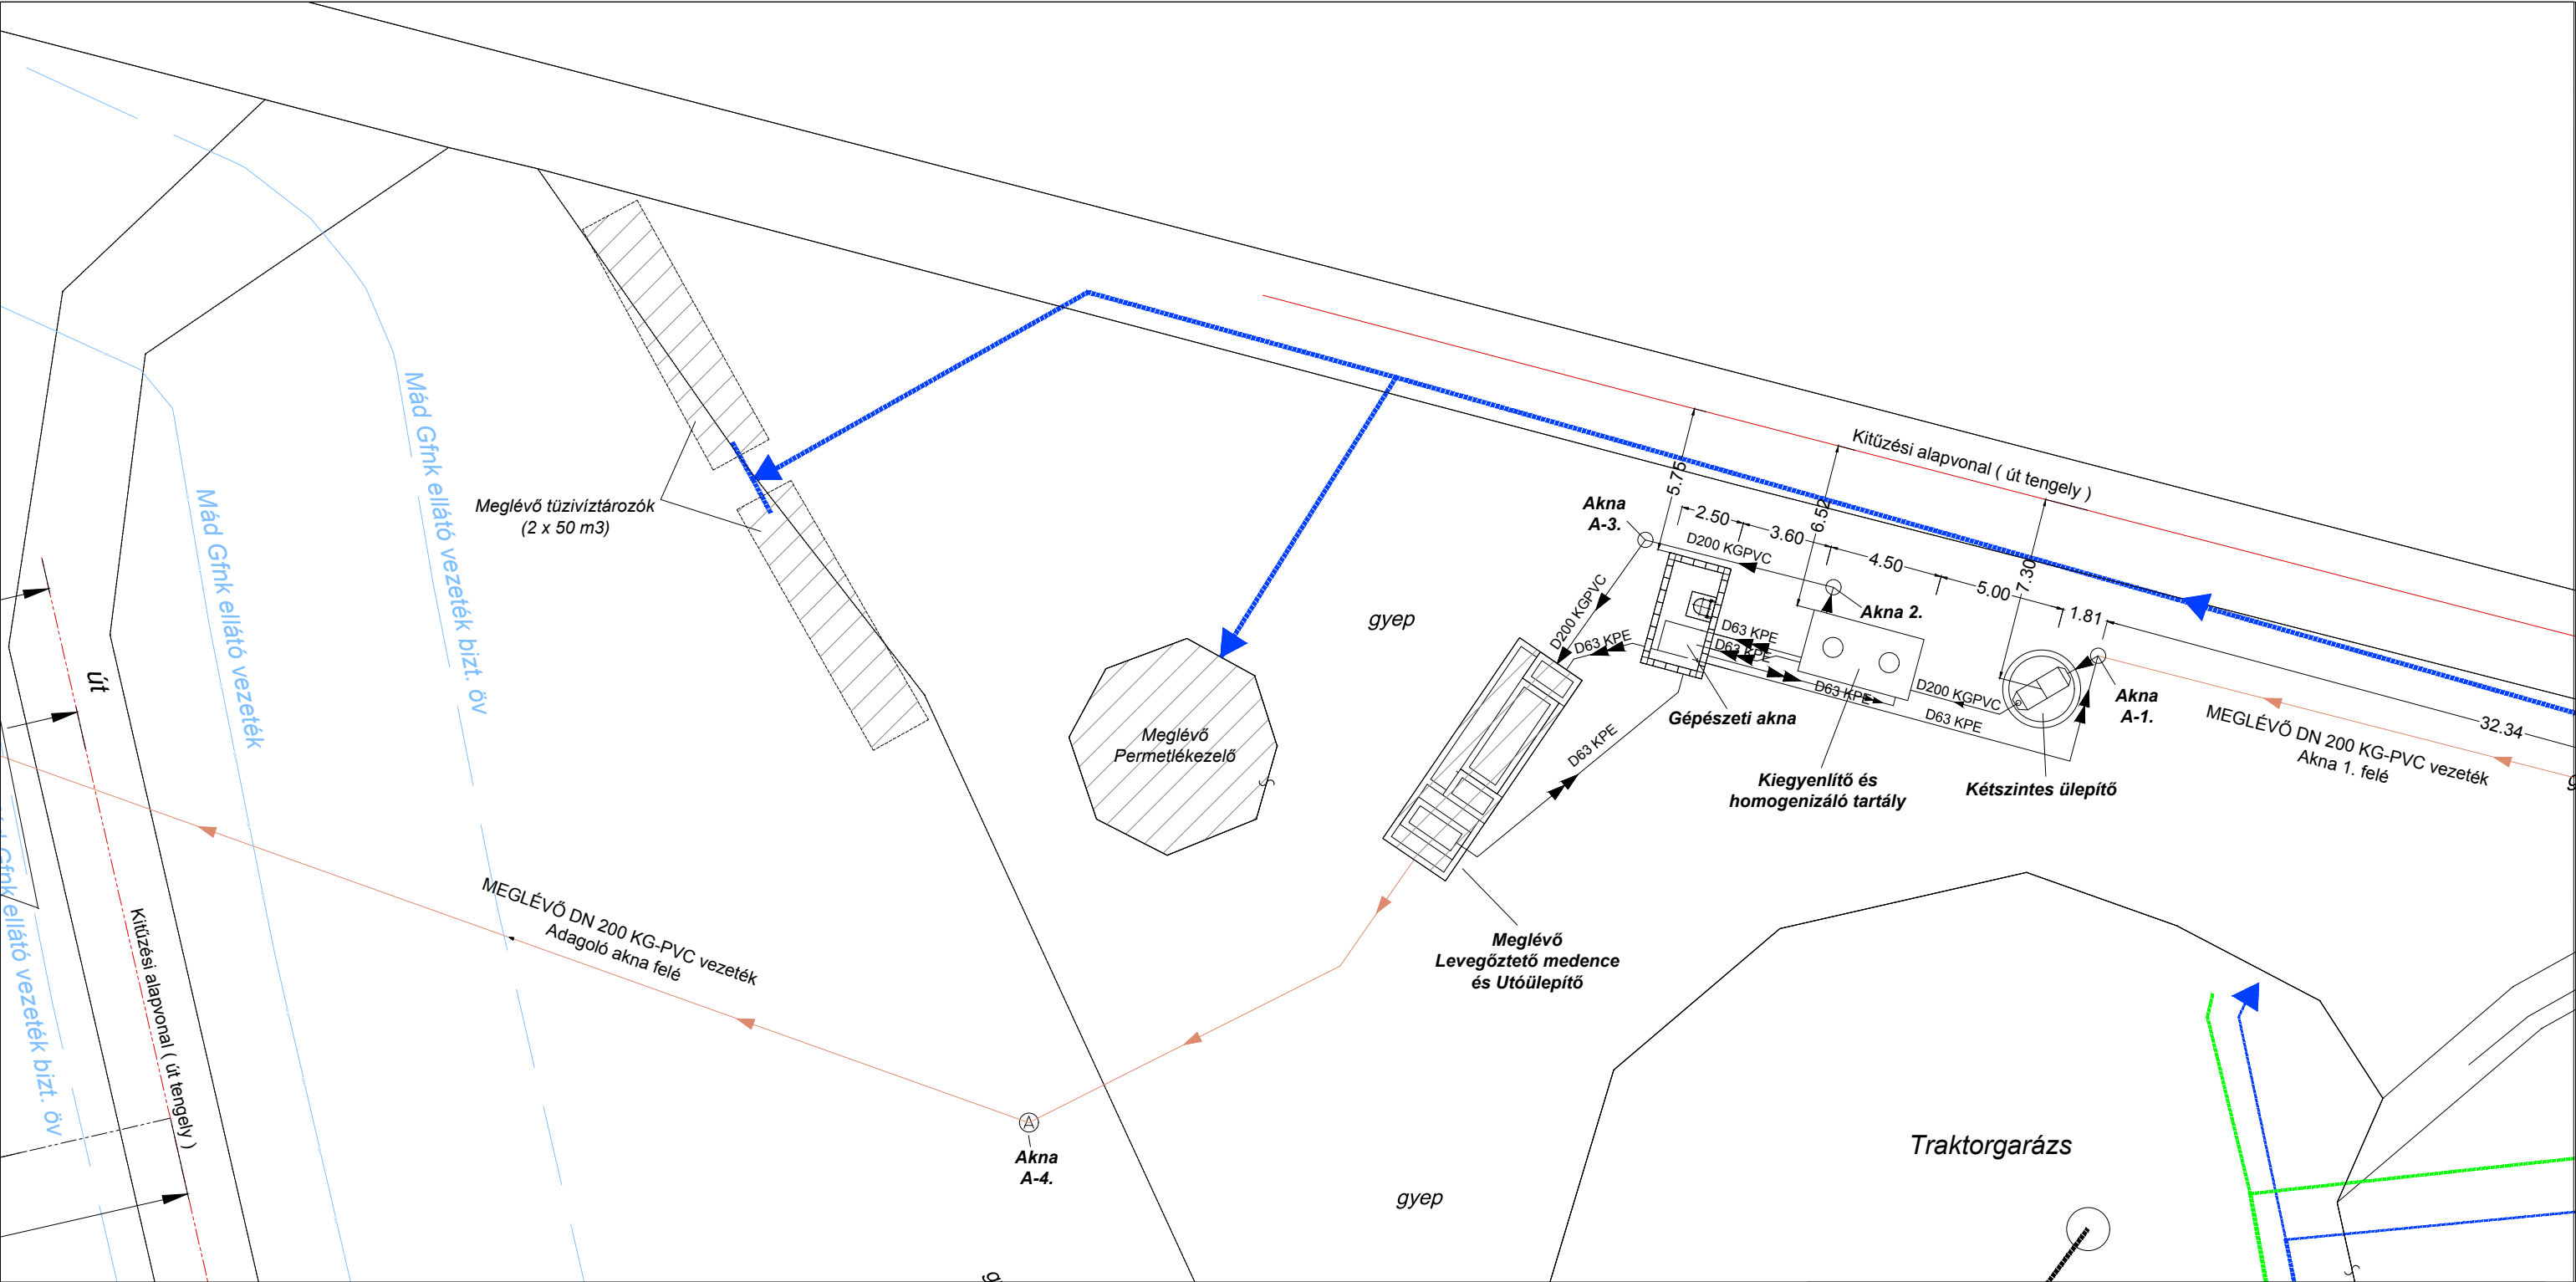 Mád Gfnk ellátó vezeték bizt. öv
Mád Gfnk ellátó vezeték
ellátó vezeték bizt. öv
út
Kitűzési alapvonal ( út tengely )
Meglévő tüzivíztározók
(2 x 50 m3)
Meglévő
Permetlékezelő
MEGLÉVŐ DN 200 KG-PVC vezeték
Adagoló akna felé
Akna
A-4.
gyep
gyep
Kitűzési alapvonal ( út tengely )
5.75
6.52
7.30
2.50
3.60
4.50
5.00
1.81
32.34
Akna
A-3.
D200 KGPVC
D200 KGPVC
D63 KPE
D63 KPE
D63 KPE
D63 KPE
D63 KPE
D63 KPE
D200 KGPVC
Akna 2.
Akna
A-1.
Gépészeti akna
Kiegyenlítő és
homogenizáló tartály
Kétszintes ülepítő
MEGLÉVŐ DN 200 KG-PVC vezeték
Akna 1. felé
Meglévő
Levegőztető medence
és Utóülepítő
Traktorgarázs